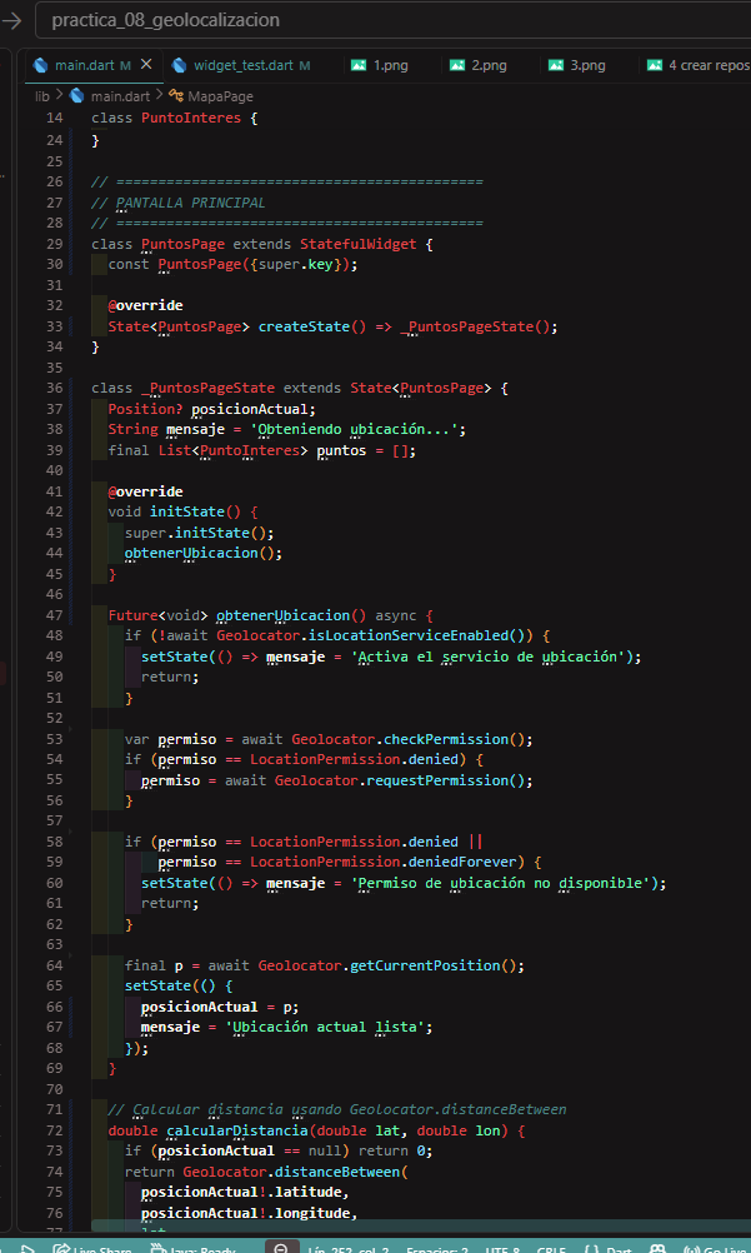 practica_08_geolocalizacion
main.dart M widget_test.dart M 1.png 2.png 3.png 4 crear repos
lib > main.dart > MapaPage
14 class PuntoInteres {
24 }
25
26 // ============================================
27 // PANTALLA PRINCIPAL
28 // ============================================
29 class PuntosPage extends StatefulWidget {
30 const PuntosPage({super.key});
31
32 @override
33 State<PuntosPage> createState() => _PuntosPageState();
34 }
35
36 class _PuntosPageState extends State<PuntosPage> {
37 Position? posicionActual;
38 String mensaje = 'Obteniendo ubicación...';
39 final List<PuntoInteres> puntos = [];
40
41 @override
42 void initState() {
43 super.initState();
44 obtenerUbicacion();
45 }
46
47 Future<void> obtenerUbicacion() async {
48 if (!await Geolocator.isLocationServiceEnabled()) {
49 setState(() => mensaje = 'Activa el servicio de ubicación');
50 return;
51 }
52
53 var permiso = await Geolocator.checkPermission();
54 if (permiso == LocationPermission.denied) {
55 permiso = await Geolocator.requestPermission();
56 }
57
58 if (permiso == LocationPermission.denied ||
59 permiso == LocationPermission.deniedForever) {
60 setState(() => mensaje = 'Permiso de ubicación no disponible');
61 return;
62 }
63
64 final p = await Geolocator.getCurrentPosition();
65 setState(() {
66 posicionActual = p;
67 mensaje = 'Ubicación actual lista';
68 });
69 }
70
71 // Calcular distancia usando Geolocator.distanceBetween
72 double calcularDistancia(double lat, double lon) {
73 if (posicionActual == null) return 0;
74 return Geolocator.distanceBetween(
75 posicionActual!.latitude,
76 posicionActual!.longitude,
77 lat,
Live Share Java: Ready Lín. 252, col. 2 Espacios: 2 UTF-8 CRLF {} Dart Go Live